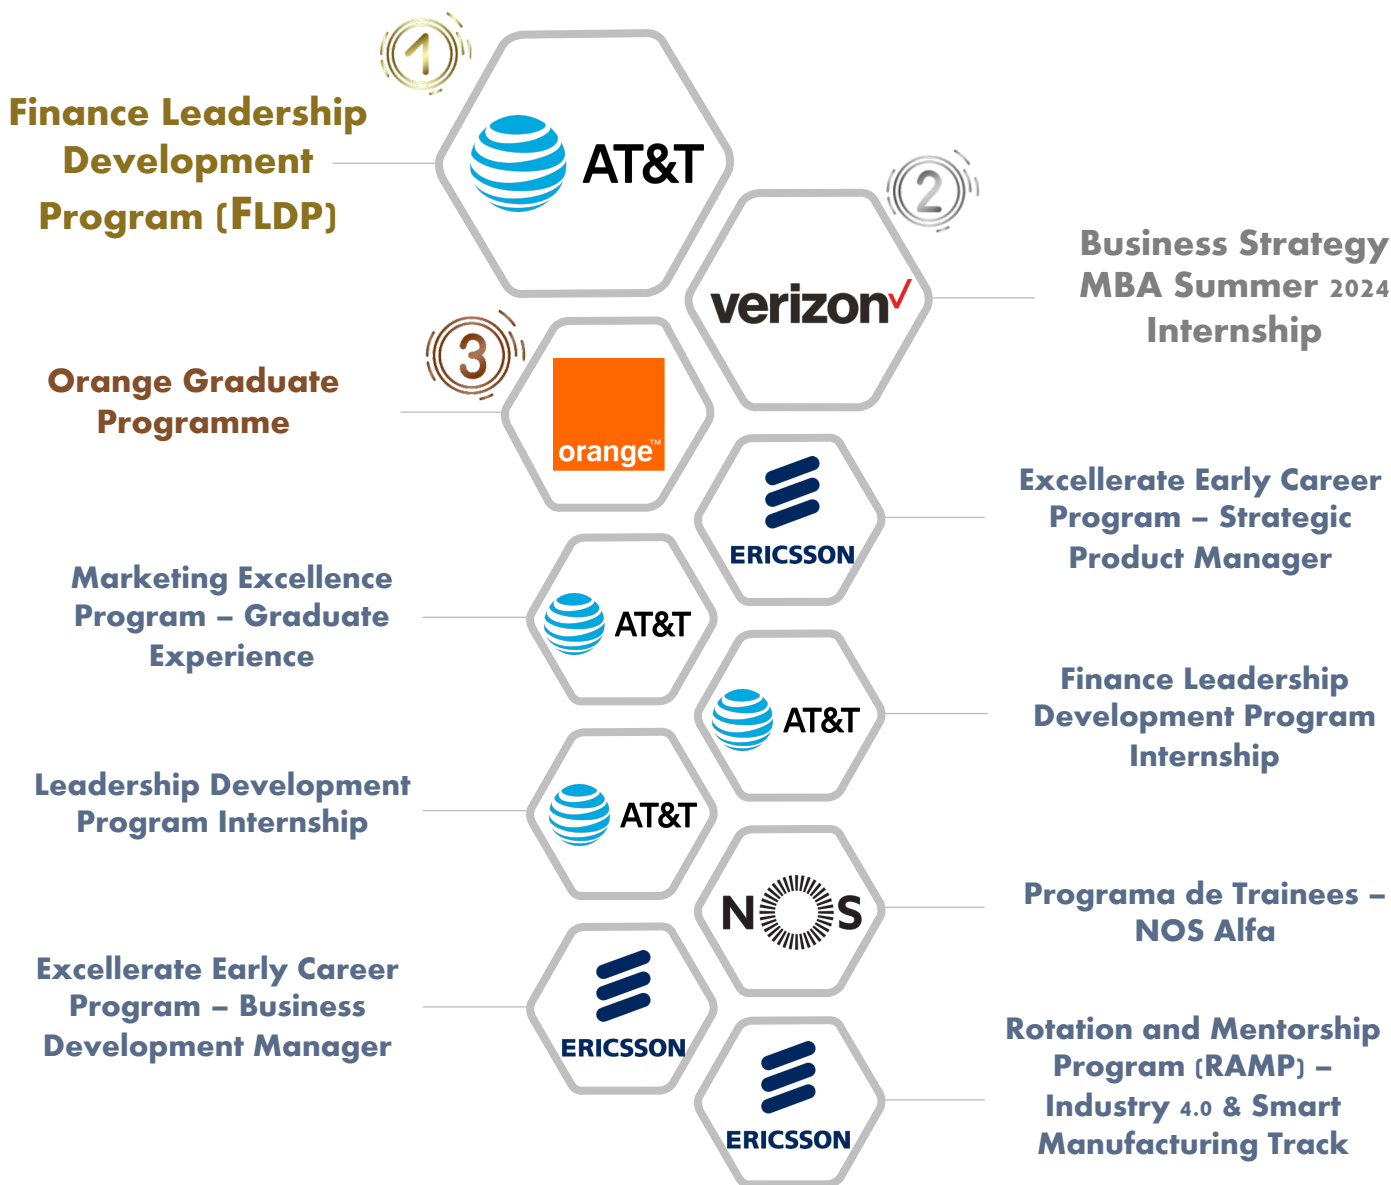 1
Finance Leadership
Development
Program (FLDP)
AT&T
2
Business Strategy
MBA Summer 2024
Internship
verizon
3
Orange Graduate
Programme
orange™
Excellerate Early Career
Program – Strategic
Product Manager
ERICSSON
Marketing Excellence
Program – Graduate
Experience
AT&T
Finance Leadership
Development Program
Internship
AT&T
Leadership Development
Program Internship
AT&T
Programa de Trainees –
NOS Alfa
NOS
Excellerate Early Career
Program – Business
Development Manager
ERICSSON
Rotation and Mentorship
Program (RAMP) –
Industry 4.0 & Smart
Manufacturing Track
ERICSSON